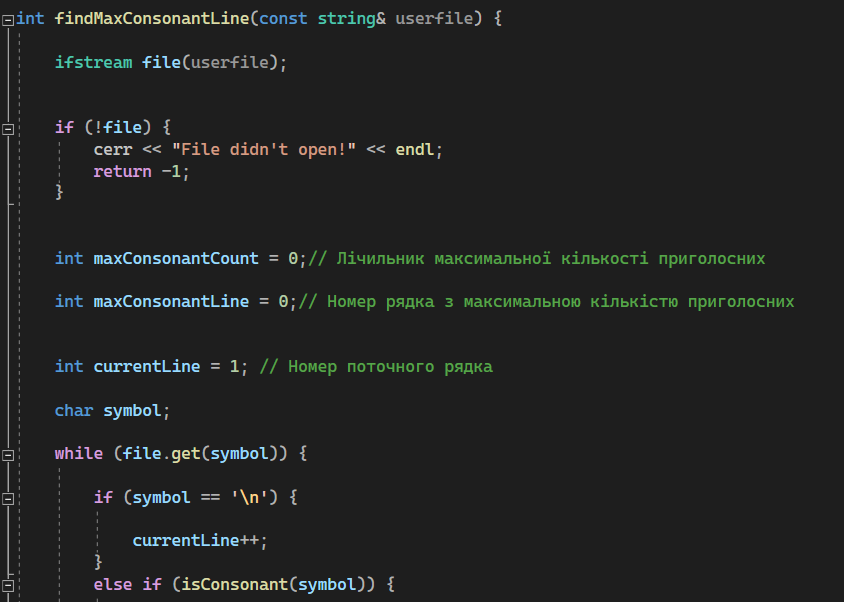 int findMaxConsonantLine(const string& userfile) {
ifstream file(userfile);
if (!file) {
cerr << "File didn't open!" << endl;
return -1;
}
int maxConsonantCount = 0;// Лічильник максимальної кількості приголосних
int maxConsonantLine = 0;// Номер рядка з максимальною кількістю приголосних
int currentLine = 1; // Номер поточного рядка
char symbol;
while (file.get(symbol)) {
if (symbol == '\n') {
currentLine++;
}
else if (isConsonant(symbol)) {